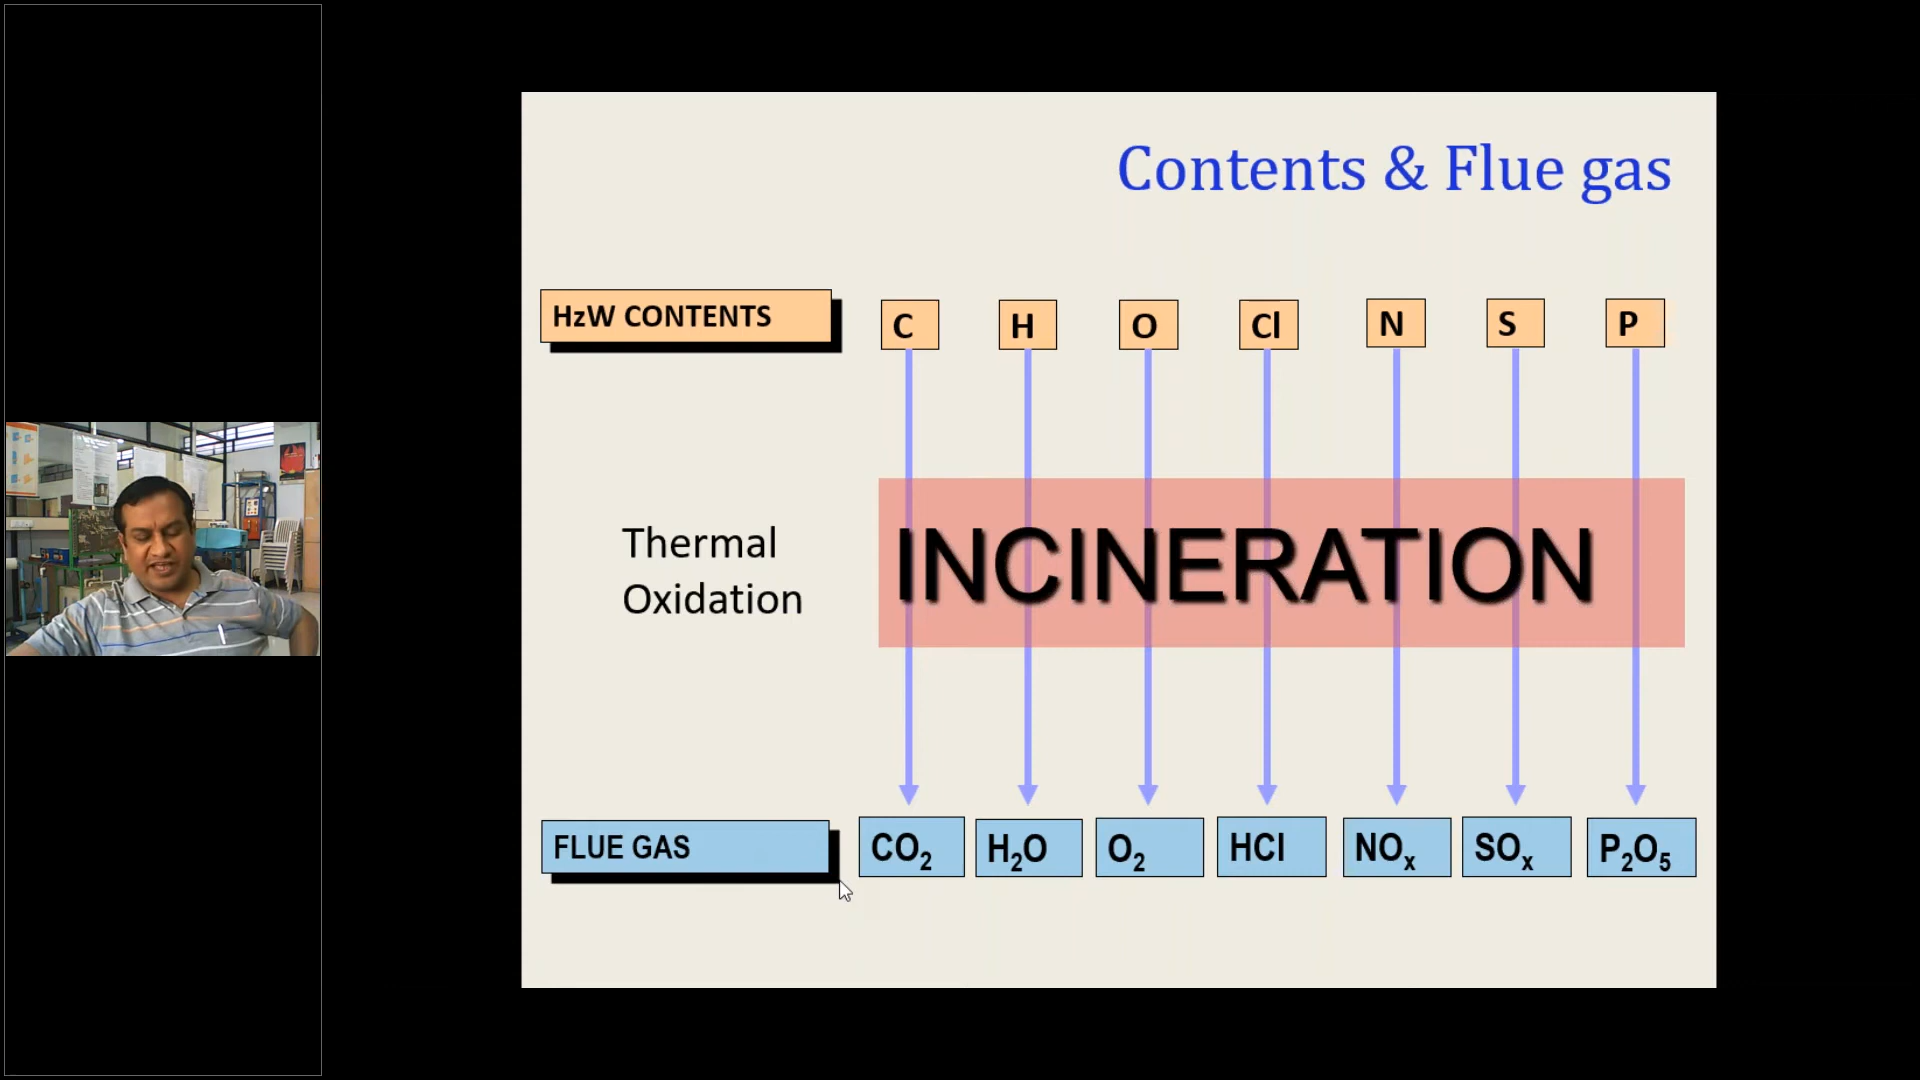 Contents & Flue gas
HzW CONTENTS
C H O Cl N S P
Thermal
Oxidation
INCINERATION
FLUE GAS
CO₂ H₂O O₂ HCl NOₓ SOₓ P₂O₅